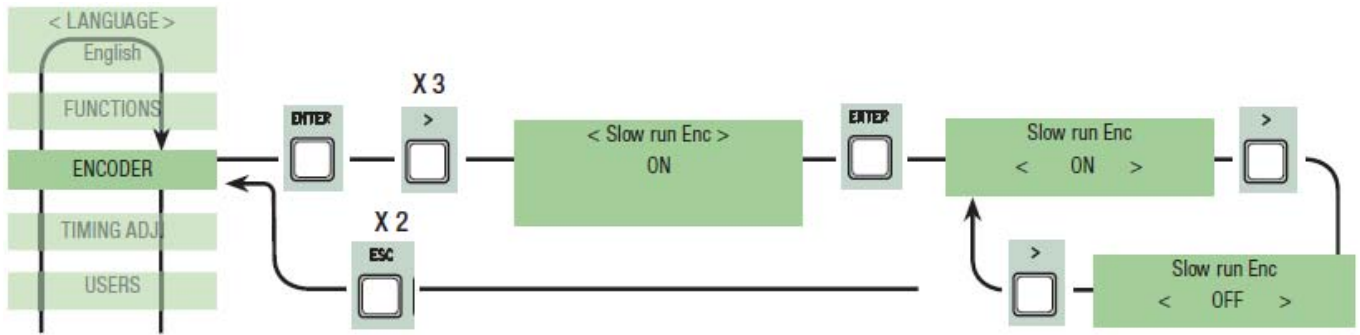 < LANGUAGE >
English
FUNCTIONS
ENCODER
TIMING ADJ.
USERS
ENTER
X 3
>
< Slow run Enc >
ON
ENTER
Slow run Enc
< ON >
>
X 2
ESC
>
Slow run Enc
< OFF >